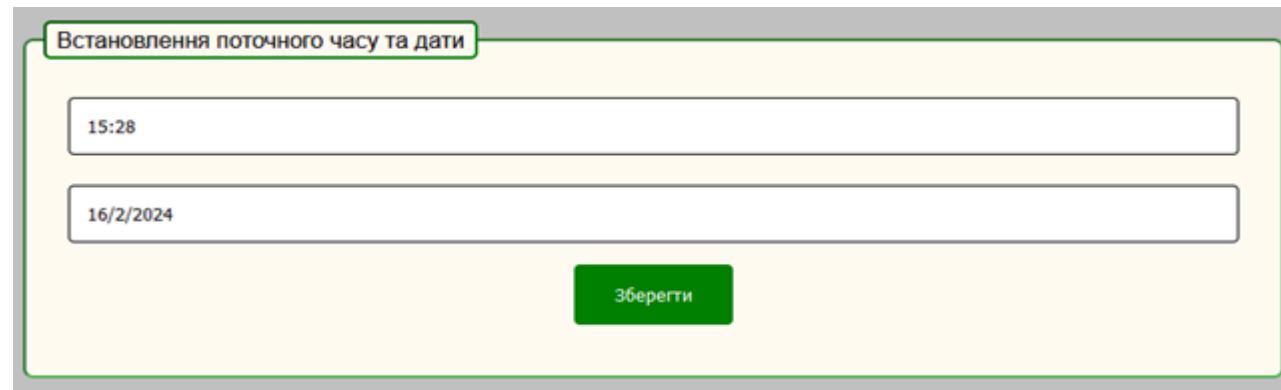 Встановлення поточного часу та дати
15:28
16/2/2024
Зберегти